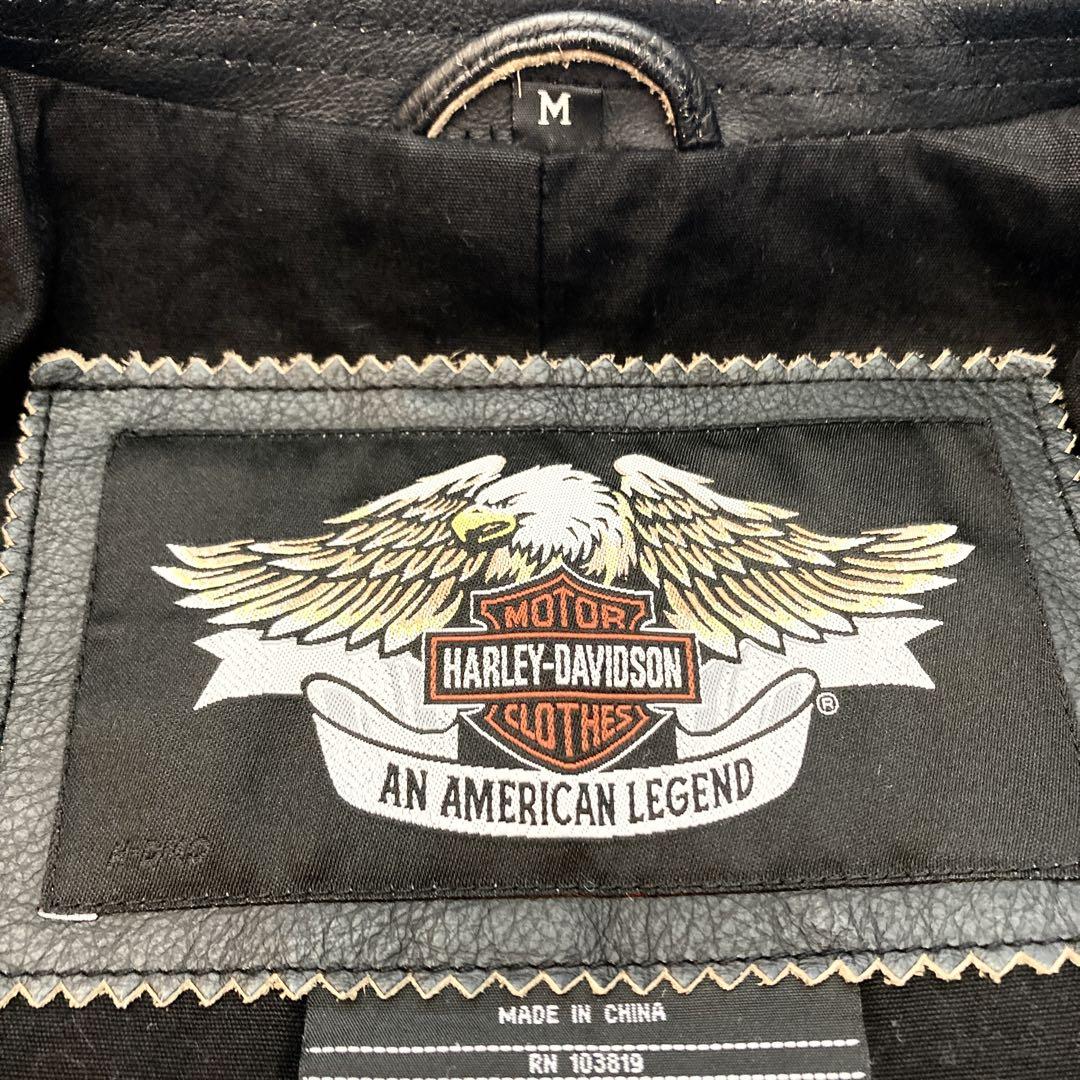 M
MOTOR
HARLEY-DAVIDSON
CLOTHES
®
AN AMERICAN LEGEND
MADE IN CHINA
RN 103819